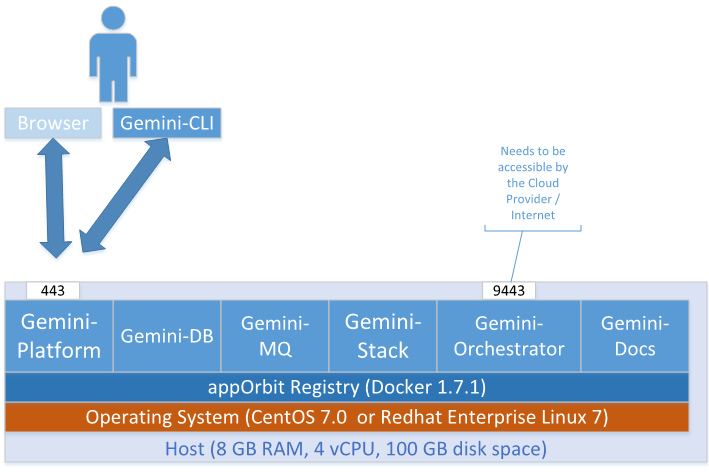 Browser
Gemini-CLI
Needs to be
accessible by
the Cloud
Provider /
Internet
443
9443
Gemini-
Platform
Gemini-DB
Gemini-
MQ
Gemini-
Stack
Gemini-
Orchestrator
Gemini-
Docs
appOrbit Registry (Docker 1.7.1)
Operating System (CentOS 7.0 or Redhat Enterprise Linux 7)
Host (8 GB RAM, 4 vCPU, 100 GB disk space)